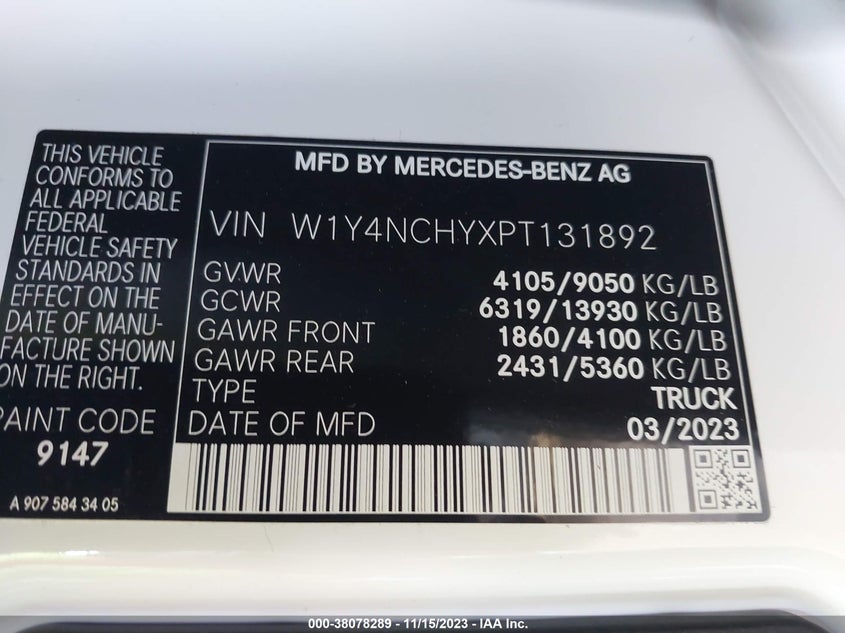 THIS VEHICLE
CONFORMS TO
ALL APPLICABLE
FEDERAL
VEHICLE SAFETY
STANDARDS IN
EFFECT ON THE
DATE OF MANU-
FACTURE SHOWN
ON THE RIGHT.
PAINT CODE
9147
A 907 584 34 05
MFD BY MERCEDES-BENZ AG
VIN W1Y4NCHYXPT131892
GVWR 4105/9050 KG/LB
GCWR 6319/13930 KG/LB
GAWR FRONT 1860/4100 KG/LB
GAWR REAR 2431/5360 KG/LB
TYPE TRUCK
DATE OF MFD 03/2023
000-38078289 - 11/15/2023 - IAA Inc.